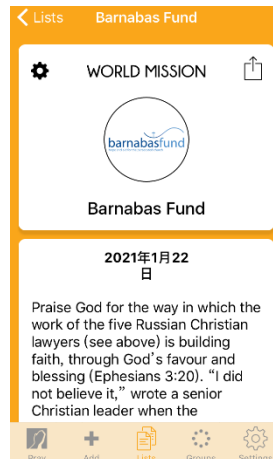 Lists
Barnabas Fund
WORLD MISSION
barnabasfund
Barnabas Fund
2021年1月22
日
Praise God for the way in which the
work of the five Russian Christian
lawyers (see above) is building
faith, through God's favour and
blessing (Ephesians 3:20). “I did
not believe it,” wrote a senior
Christian leader when the
Pray
Add
Lists
Groups
Settings